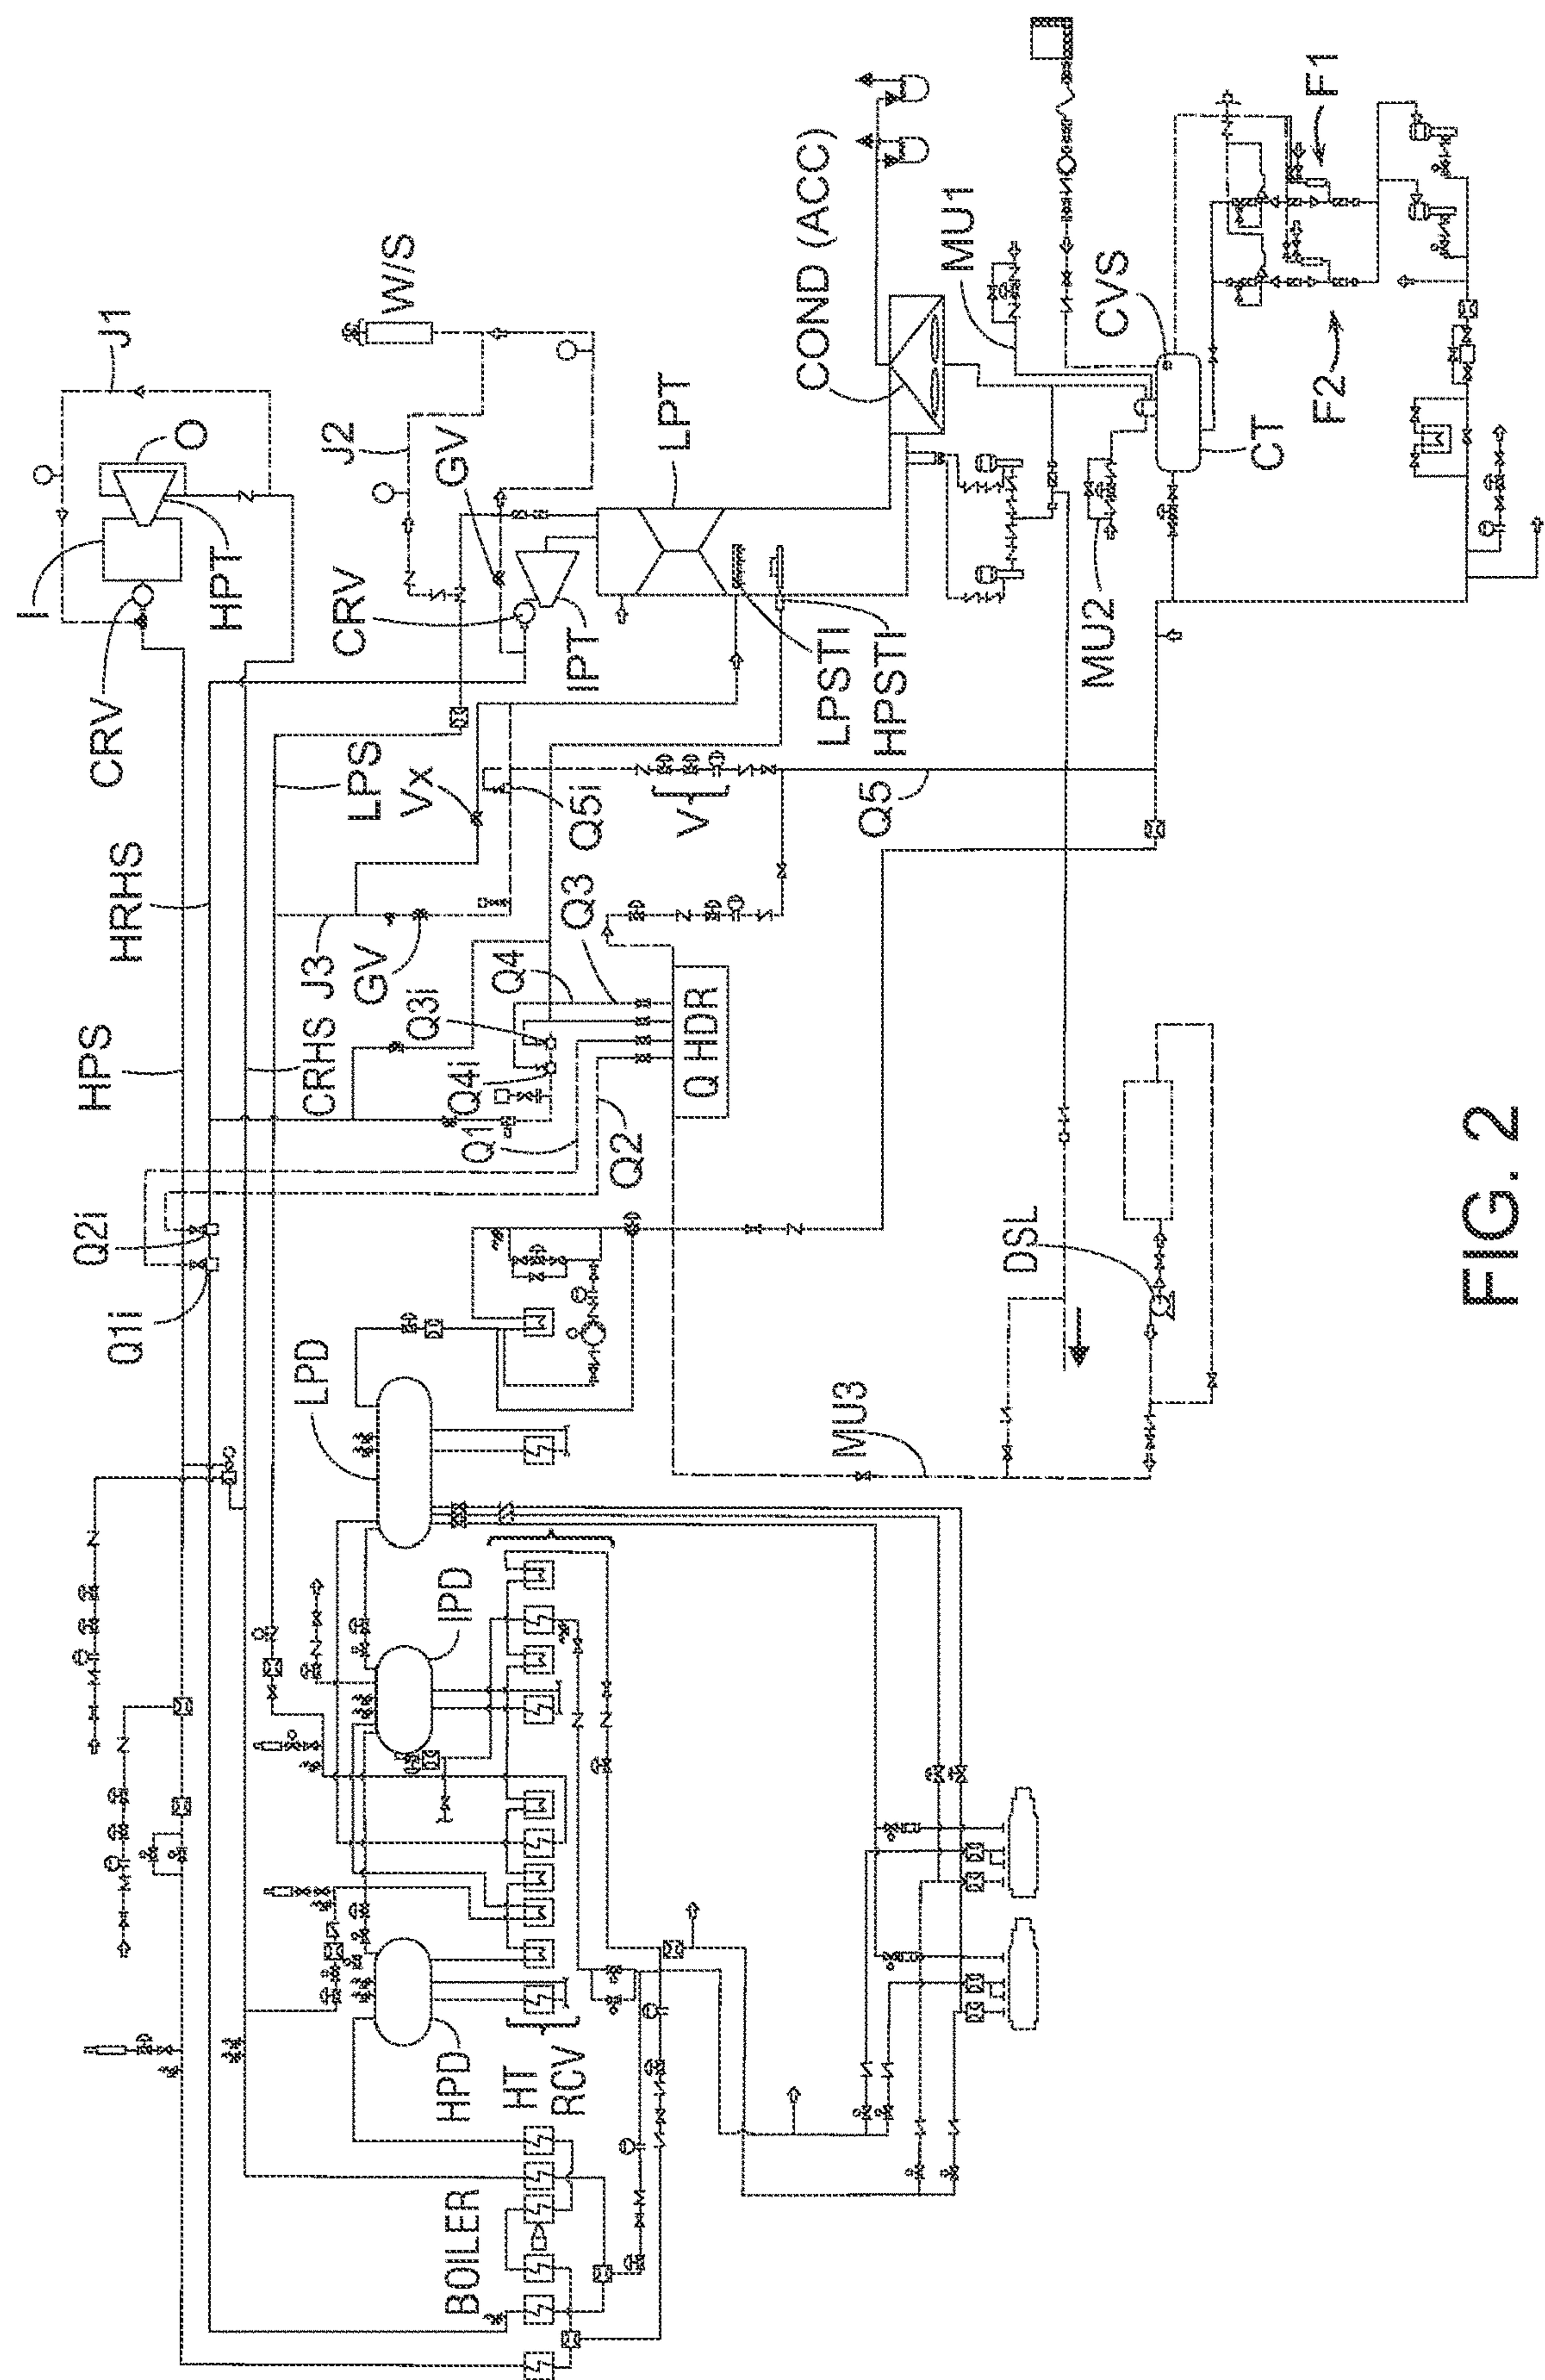 I
CRV
HPT
O
J1
HPS
HRHS
CRHS
LPS
J3
GV
Vx
CRV
J2
GV
W/S
IPT
LPT
LPSTI
HPSTI
COND (ACC)
MU1
MU2
CVS
CT
F1
F2
Q2i
Q1i
Q1
Q2
Q4i
Q3i
Q4
Q3
Q5i
V
Q5
Q HDR
LPD
IPD
HPD
HT
RCV
BOILER
MU3
DSL
FIG. 2